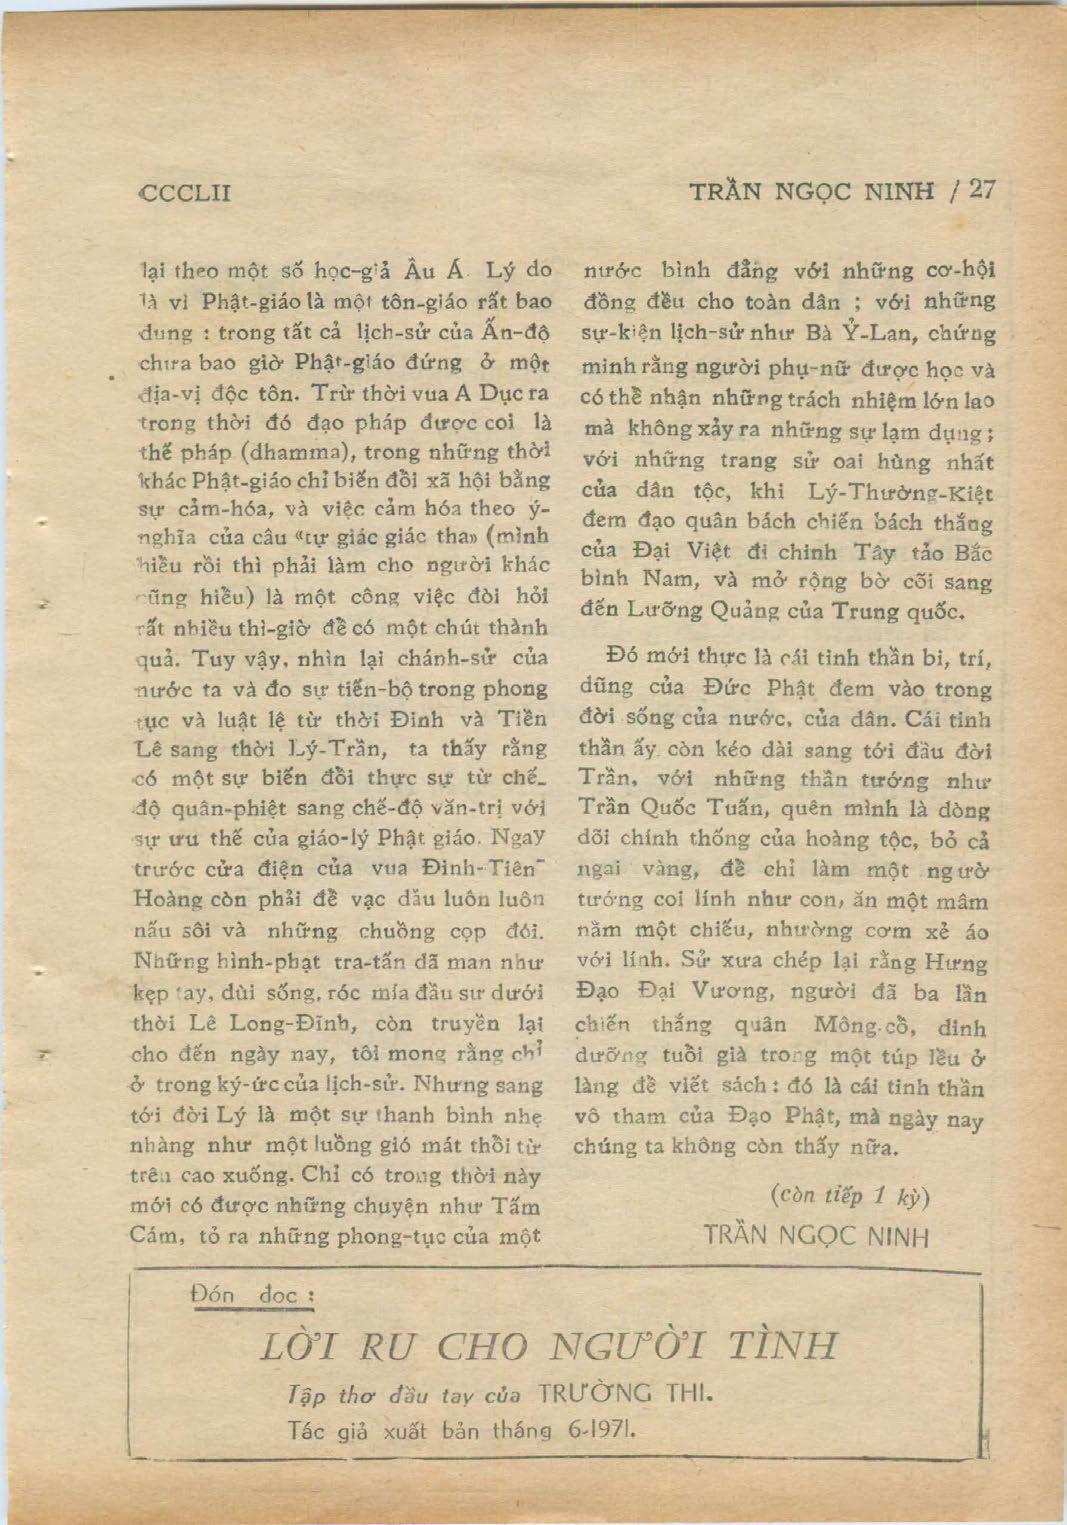 CCCLII
TRẦN NGỌC NINH / 27
lại theo một số học-giả Âu Á. Lý do
là vì Phật-giáo là một tôn-giáo rất bao
dung : trong tất cả lịch-sử của Ấn-độ
chưa bao giờ Phật-giáo đứng ở một
địa-vị độc tôn. Trừ thời vua A Dục ra
trong thời đó đạo pháp được coi là
thế pháp (dhamma), trong những thời
khác Phật-giáo chỉ biến đổi xã hội bằng
sự cảm-hóa, và việc cảm hóa theo ý-
nghĩa của câu «tự giác giác tha» (mình
hiểu rồi thì phải làm cho người khác
cũng hiểu) là một công việc đòi hỏi
rất nhiều thì-giờ để có một chút thành
quả. Tuy vậy, nhìn lại chánh-sử của
nước ta và đo sự tiến-bộ trong phong
tục và luật lệ từ thời Đinh và Tiền
Lê sang thời Lý-Trần, ta thấy rằng
có một sự biến đổi thực sự từ chế-
độ quân-phiệt sang chế-độ văn-trị với
sự ưu thế của giáo-lý Phật giáo. Ngay
trước cửa điện của vua Đinh-Tiên-
Hoàng còn phải để vạc dầu luôn luôn
nấu sôi và những chuồng cọp đói.
Những hình-phạt tra-tấn dã man như
kẹp tay, dùi sống, róc mía đầu sư dưới
thời Lê Long-Đĩnh, còn truyền lại
cho đến ngày nay, tôi mong rằng chỉ
ở trong ký-ức của lịch-sử. Nhưng sang
tới đời Lý là một sự thanh bình nhẹ
nhàng như một luồng gió mát thổi từ
trên cao xuống. Chỉ có trong thời này
mới có được những chuyện như Tấm
Cám, tỏ ra những phong-tục của một
nước bình đẳng với những cơ-hội
đồng đều cho toàn dân ; với những
sự-kiện lịch-sử như Bà Ỷ-Lan, chứng
minh rằng người phụ-nữ được học và
có thể nhận những trách nhiệm lớn lao
mà không xảy ra những sự lạm dụng ;
với những trang sử oai hùng nhất
của dân tộc, khi Lý-Thường-Kiệt
đem đạo quân bách chiến bách thắng
của Đại Việt đi chinh Tây tảo Bắc
bình Nam, và mở rộng bờ cõi sang
đến Lưỡng Quảng của Trung quốc.
Đó mới thực là cái tinh thần bi, trí,
dũng của Đức Phật đem vào trong
đời sống của nước, của dân. Cái tinh
thần ấy còn kéo dài sang tới đầu đời
Trần, với những thần tướng như
Trần Quốc Tuấn, quên mình là dòng
dõi chính thống của hoàng tộc, bỏ cả
ngai vàng, để chỉ làm một người
tướng coi lính như con, ăn một mâm
nằm một chiếu, nhường cơm xẻ áo
với lính. Sử xưa chép lại rằng Hưng
Đạo Đại Vương, người đã ba lần
chiến thắng quân Mông-cổ, dinh
dưỡng tuổi già trong một túp lều ở
làng để viết sách : đó là cái tinh thần
vô tham của Đạo Phật, mà ngày nay
chúng ta không còn thấy nữa.
(còn tiếp 1 kỳ)
TRẦN NGỌC NINH
Đón đọc :
LỜI RU CHO NGƯỜI TÌNH
Tập thơ đầu tay của TRƯỜNG THI.
Tác giả xuất bản tháng 6-1971.